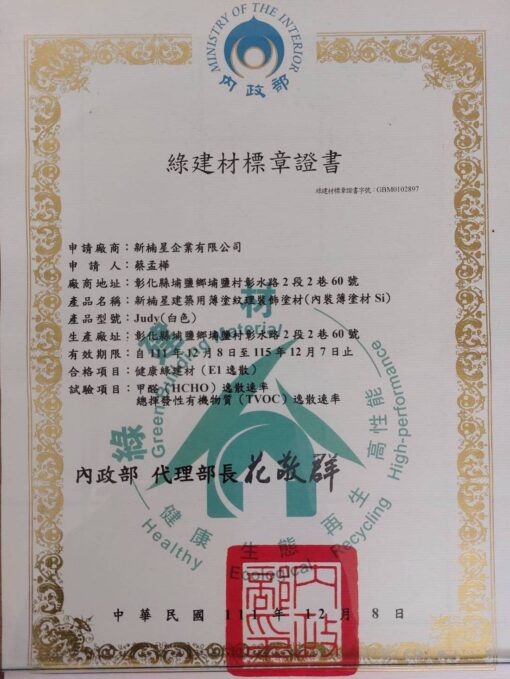 MINISTRY OF THE INTERIOR
內政部
綠建材標章證書
綠建材標章證書字號：GBM0102897
申請廠商：新楠星企業有限公司
申 請 人：蔡孟樺
廠商地址：彰化縣埔鹽鄉埔鹽村彰水路2段2巷60號
產品名稱：新楠星建築用薄塗紋理裝飾塗材(內裝薄塗材 Si)
產品型號：Judy(白色)
生產廠址：彰化縣埔鹽鄉埔鹽村彰水路2段2巷60號
有效期限：自111年12月8日至115年12月7日止
合格項目：健康綠建材（E1逸散）
試驗項目：甲醛（HCHO）逸散速率
總揮發性有機物質（TVOC）逸散速率
綠建材
Green Building Material
內政部 代理部長 花敬群
健康
Healthy
生態
Ecological
再生
Recycling
高性能
High-performance
內政部印
中華民國 111 年 12 月 8 日